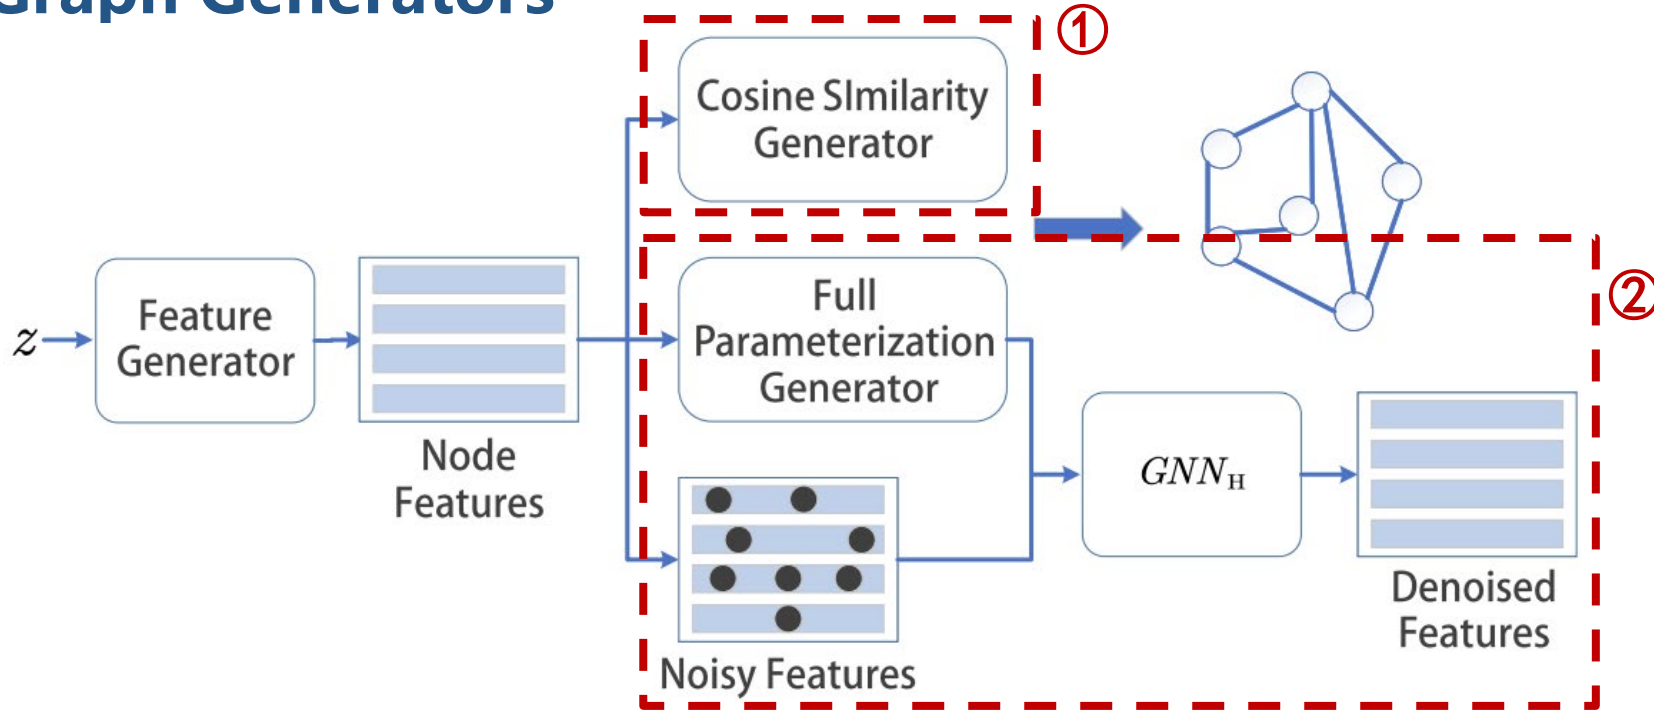 Graph Generators
①
Cosine SImilarity
Generator
②
z
Feature
Generator
Node
Features
Full
Parameterization
Generator
GNN_H
Denoised
Features
Noisy Features